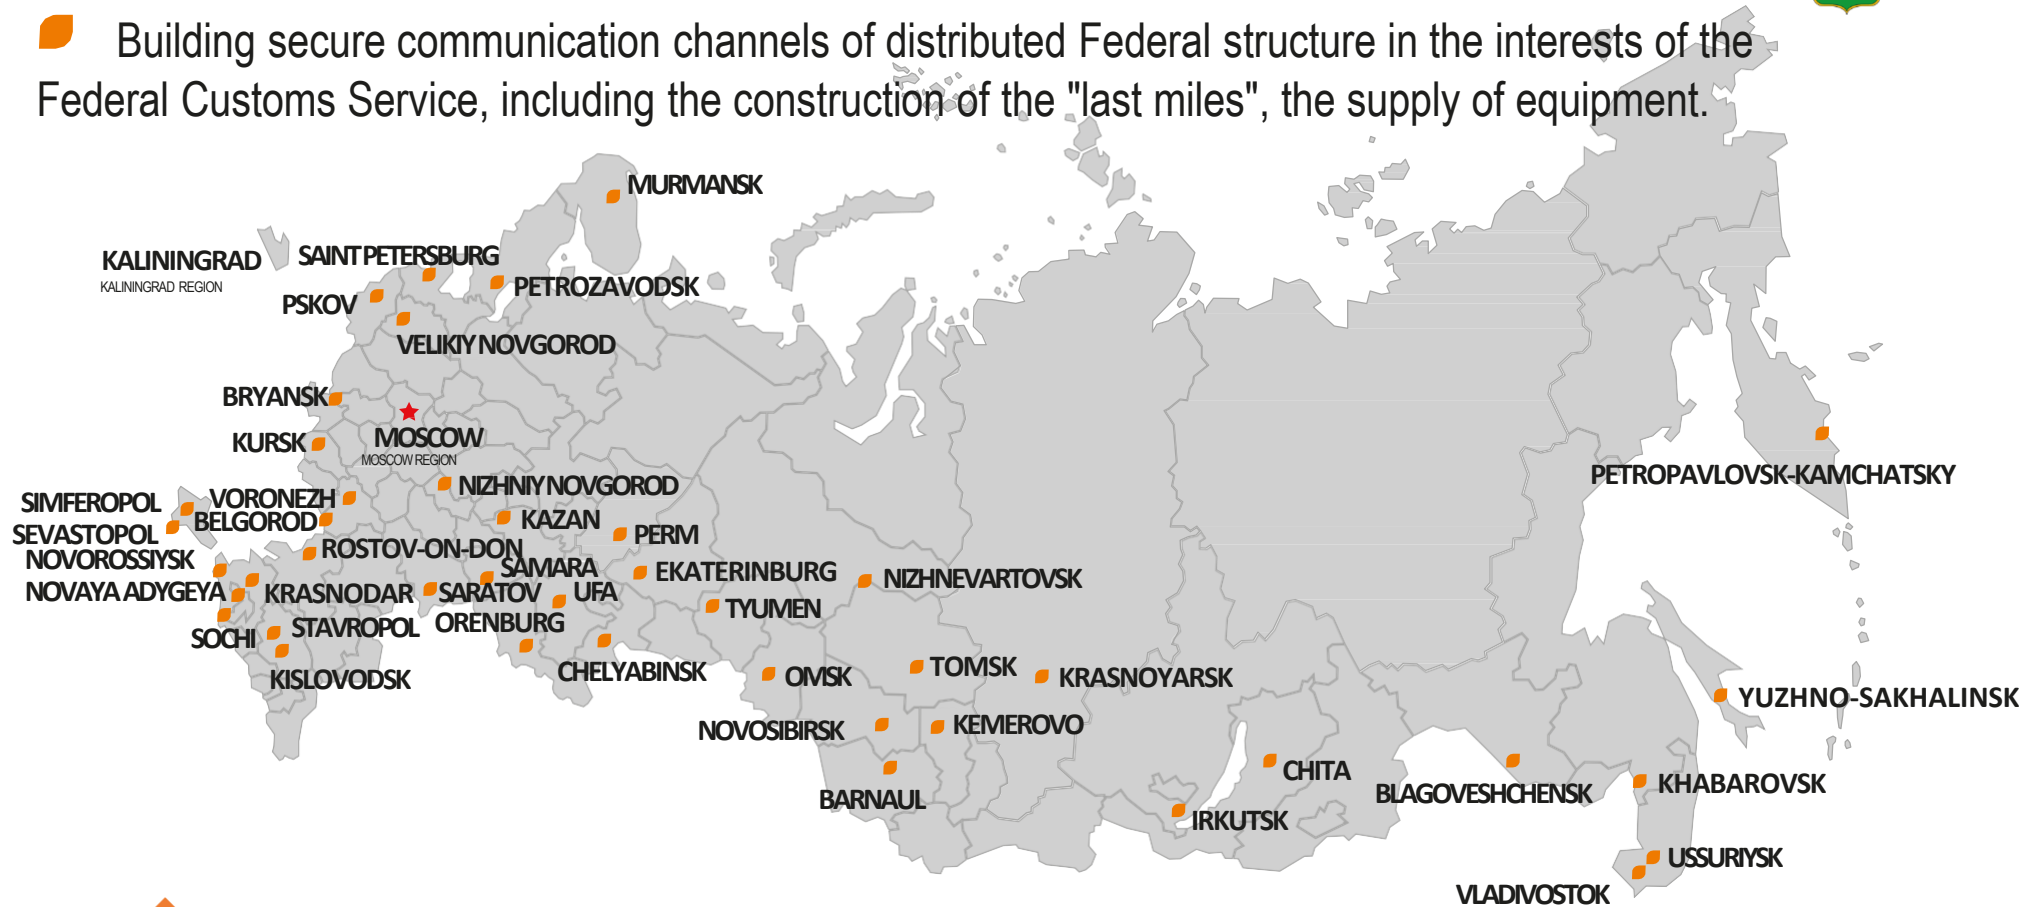 Building secure communication channels of distributed Federal structure in the interests of the
Federal Customs Service, including the construction of the "last miles", the supply of equipment.
MURMANSK
KALININGRAD
KALININGRAD REGION
SAINT PETERSBURG
PETROZAVODSK
PSKOV
VELIKIY NOVGOROD
BRYANSK
KURSK
MOSCOW
MOSCOW REGION
PETROPAVLOVSK-KAMCHATSKY
NIZHNIY NOVGOROD
SIMFEROPOL
VORONEZH
BELGOROD
SEVASTOPOL
KAZAN
PERM
NOVOROSSIYSK
ROSTOV-ON-DON
SAMARA
EKATERINBURG
NIZHNEVARTOVSK
NOVAYA ADYGEYA
KRASNODAR
SARATOV
UFA
TYUMEN
SOCHI
STAVROPOL
ORENBURG
KISLOVODSK
CHELYABINSK
OMSK
TOMSK
KRASNOYARSK
YUZHNO-SAKHALINSK
NOVOSIBIRSK
KEMEROVO
CHITA
BARNAUL
BLAGOVESHCHENSK
KHABAROVSK
IRKUTSK
USSURIYSK
VLADIVOSTOK